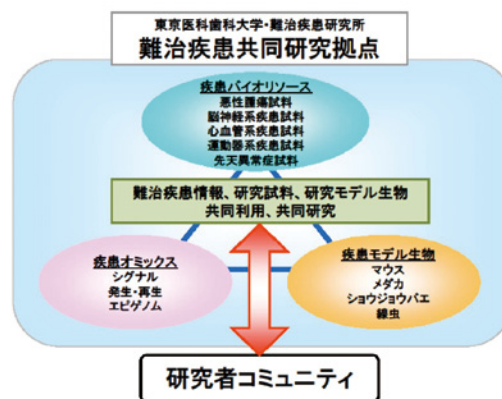 東京医科歯科大学・難治疾患研究所
難治疾患共同研究拠点
疾患バイオリソース
悪性腫瘍試料
脳神経系疾患試料
心血管系疾患試料
運動器系疾患試料
先天異常症試料
難治疾患情報、研究試料、研究モデル生物
共同利用、共同研究
疾患オミックス
シグナル
発生・再生
エピゲノム
疾患モデル生物
マウス
メダカ
ショウジョウバエ
線虫
研究者コミュニティ